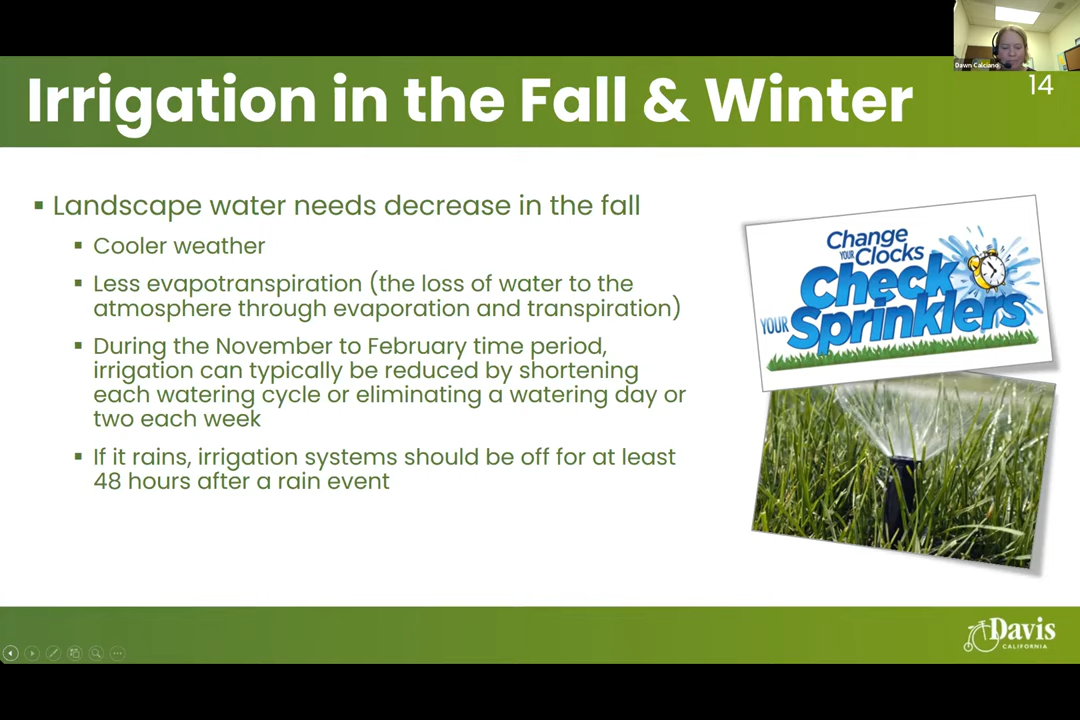 Dawn Calciano
14
Irrigation in the Fall & Winter
▪ Landscape water needs decrease in the fall
▪ Cooler weather
▪ Less evapotranspiration (the loss of water to the
atmosphere through evaporation and transpiration)
▪ During the November to February time period,
irrigation can typically be reduced by shortening
each watering cycle or eliminating a watering day or
two each week
▪ If it rains, irrigation systems should be off for at least
48 hours after a rain event
Change
YOUR Clocks
Check
YOUR Sprinklers
Davis
CALIFORNIA